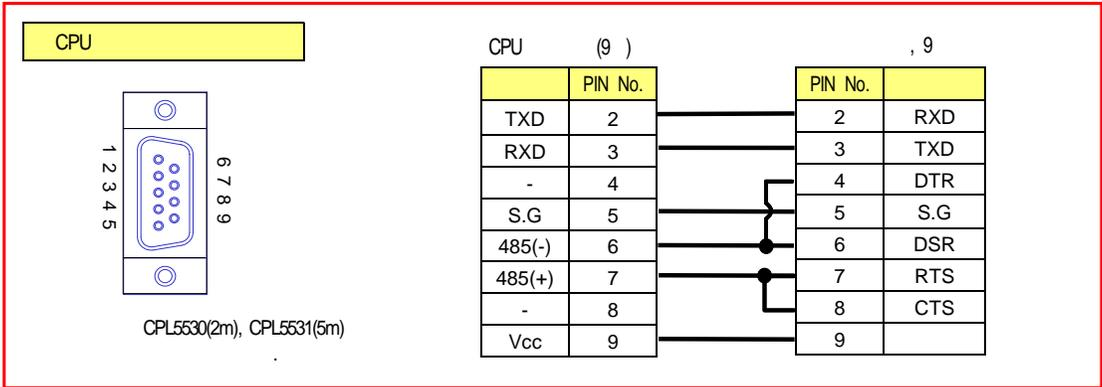 CPU
1 2 3 4 5
6 7 8 9
CPL5530(2m), CPL5531(5m)
.
CPU (9 )
PIN No.
TXD 2
RXD 3
- 4
S.G 5
485(-) 6
485(+) 7
- 8
Vcc 9
, 9
PIN No.
2 RXD
3 TXD
4 DTR
5 S.G
6 DSR
7 RTS
8 CTS
9